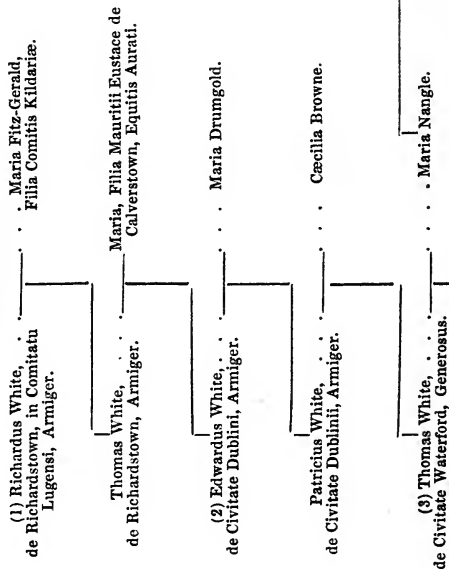 (1) Richardus White, . . . . Maria Fitz-Gerald,
de Richardstown, in Comitatu Filia Comitis Kildariæ.
Lugensi, Armiger.
Thomas White, . . . Maria, Filia Mauritii Eustace de
de Richardstown, Armiger. Calverstown, Equitis Aurati.
(2) Edwardus White, . . . . . Maria Drumgold.
de Civitate Dublini, Armiger.
Patricius White, . . . . . . Cæcilia Browne.
de Civitate Dublinii, Armiger.
(3) Thomas White, . . . . . . . Maria Nangle.
de Civitate Waterford, Generosus.